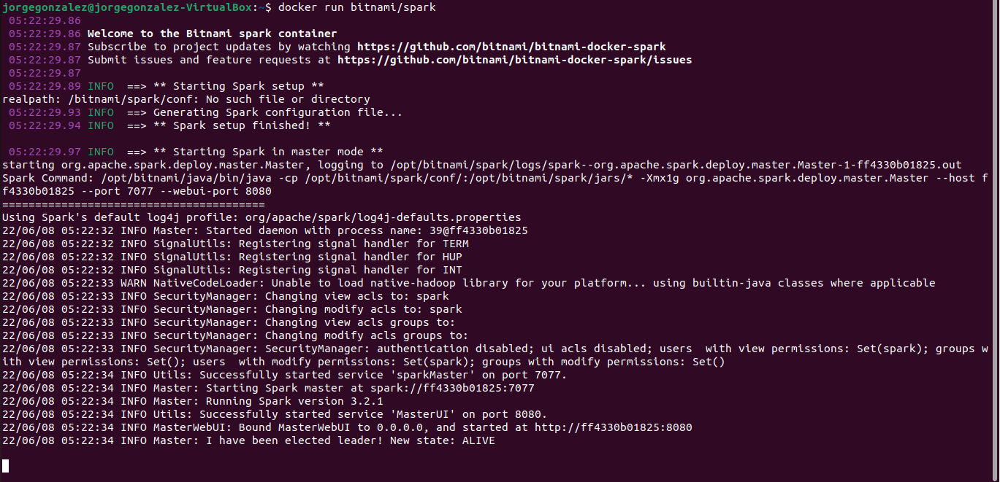 jorgegonzalez@jorgegonzalez-VirtualBox:~$ docker run bitnami/spark
05:22:29.86
05:22:29.86 Welcome to the Bitnami spark container
05:22:29.87 Subscribe to project updates by watching https://github.com/bitnami/bitnami-docker-spark
05:22:29.87 Submit issues and feature requests at https://github.com/bitnami/bitnami-docker-spark/issues
05:22:29.87
05:22:29.89 INFO  ==> ** Starting Spark setup **
realpath: /bitnami/spark/conf: No such file or directory
05:22:29.93 INFO  ==> Generating Spark configuration file...
05:22:29.94 INFO  ==> ** Spark setup finished! **
05:22:29.97 INFO  ==> ** Starting Spark in master mode **
starting org.apache.spark.deploy.master.Master, logging to /opt/bitnami/spark/logs/spark--org.apache.spark.deploy.master.Master-1-ff4330b01825.out
Spark Command: /opt/bitnami/java/bin/java -cp /opt/bitnami/spark/conf/:/opt/bitnami/spark/jars/* -Xmx1g org.apache.spark.deploy.master.Master --host f
f4330b01825 --port 7077 --webui-port 8080
========================================
Using Spark's default log4j profile: org/apache/spark/log4j-defaults.properties
22/06/08 05:22:32 INFO Master: Started daemon with process name: 39@ff4330b01825
22/06/08 05:22:32 INFO SignalUtils: Registering signal handler for TERM
22/06/08 05:22:32 INFO SignalUtils: Registering signal handler for HUP
22/06/08 05:22:32 INFO SignalUtils: Registering signal handler for INT
22/06/08 05:22:33 WARN NativeCodeLoader: Unable to load native-hadoop library for your platform... using builtin-java classes where applicable
22/06/08 05:22:33 INFO SecurityManager: Changing view acls to: spark
22/06/08 05:22:33 INFO SecurityManager: Changing modify acls to: spark
22/06/08 05:22:33 INFO SecurityManager: Changing view acls groups to:
22/06/08 05:22:33 INFO SecurityManager: Changing modify acls groups to:
22/06/08 05:22:33 INFO SecurityManager: SecurityManager: authentication disabled; ui acls disabled; users  with view permissions: Set(spark); groups w
ith view permissions: Set(); users  with modify permissions: Set(spark); groups with modify permissions: Set()
22/06/08 05:22:34 INFO Utils: Successfully started service 'sparkMaster' on port 7077.
22/06/08 05:22:34 INFO Master: Starting Spark master at spark://ff4330b01825:7077
22/06/08 05:22:34 INFO Master: Running Spark version 3.2.1
22/06/08 05:22:34 INFO Utils: Successfully started service 'MasterUI' on port 8080.
22/06/08 05:22:34 INFO MasterWebUI: Bound MasterWebUI to 0.0.0.0, and started at http://ff4330b01825:8080
22/06/08 05:22:34 INFO Master: I have been elected leader! New state: ALIVE